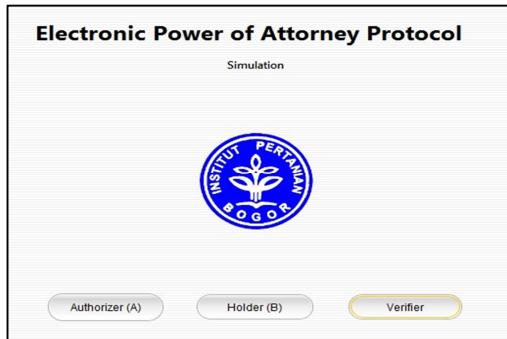 Electronic Power of Attorney Protocol
Simulation
INSTITUT PERTANIAN
BOGOR
Authorizer (A) Holder (B) Verifier